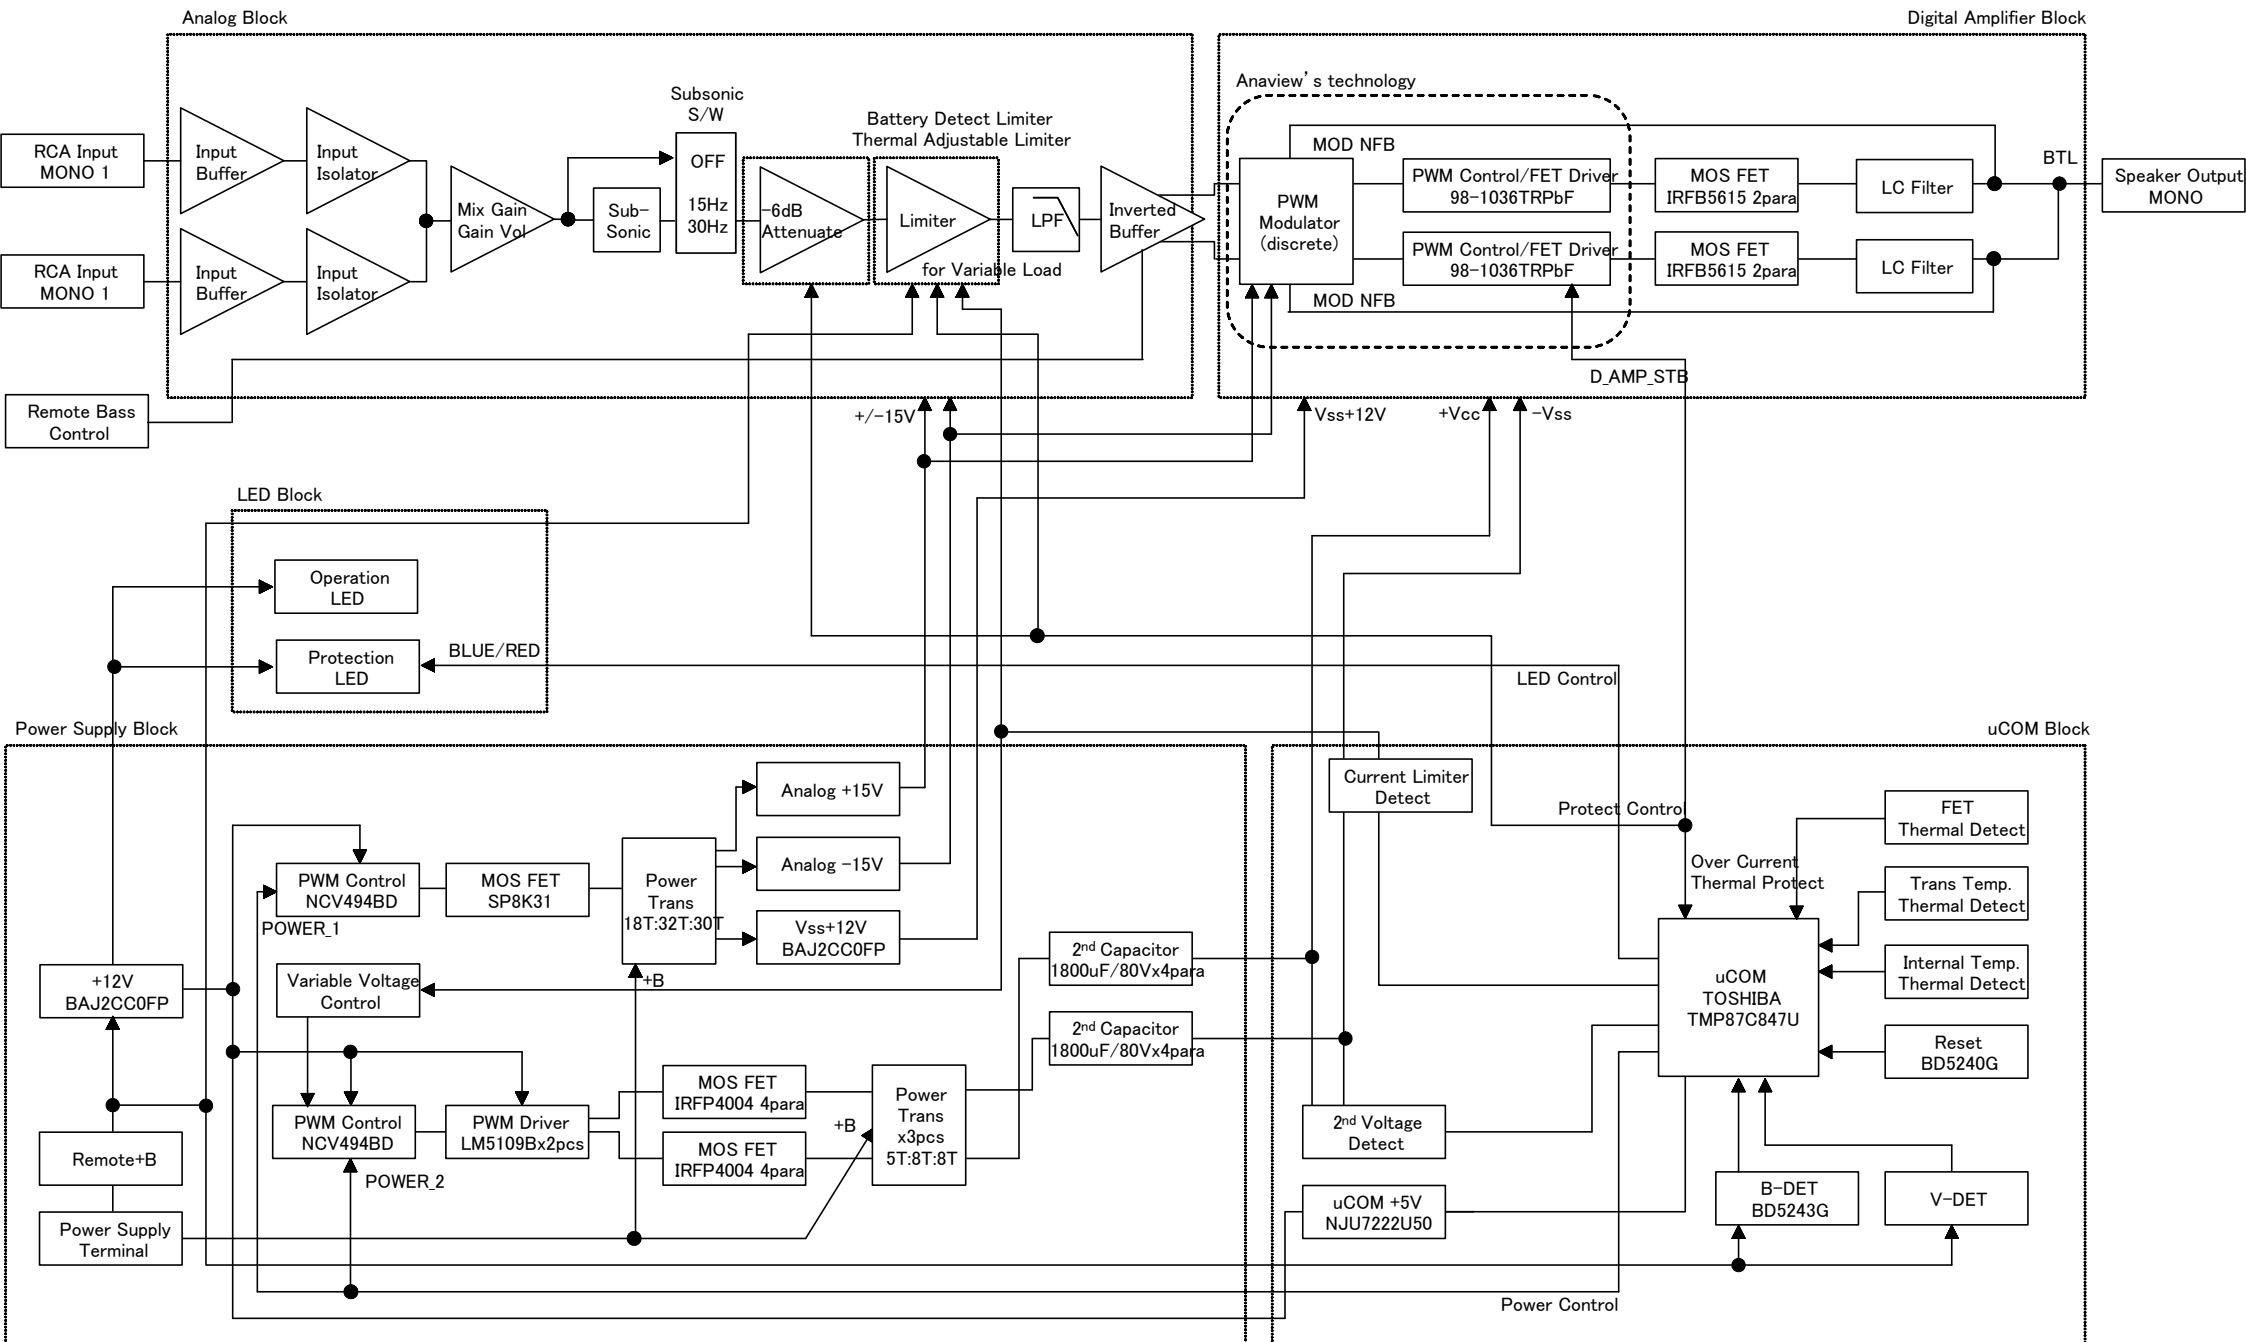 Analog Block
Digital Amplifier Block
Anaview's technology
Subsonic
S/W
Battery Detect Limiter
Thermal Adjustable Limiter
RCA Input
MONO 1
Input
Buffer
Input
Isolator
OFF
15Hz
30Hz
Mix Gain
Gain Vol
Sub-
Sonic
-6dB
Attenuate
Limiter
for Variable Load
LPF
Inverted
Buffer
MOD NFB
PWM
Modulator
(discrete)
PWM Control/FET Driver
98-1036TRPbF
MOS FET
IRFB5615 2para
LC Filter
BTL
Speaker Output
MONO
RCA Input
MONO 1
Input
Buffer
Input
Isolator
PWM Control/FET Driver
98-1036TRPbF
MOS FET
IRFB5615 2para
LC Filter
MOD NFB
D_AMP_STB
Remote Bass
Control
+/-15V
Vss+12V
+Vcc
-Vss
LED Block
Operation
LED
Protection
LED
BLUE/RED
LED Control
Power Supply Block
uCOM Block
Analog +15V
Analog -15V
Vss+12V
BAJ2CC0FP
PWM Control
NCV494BD
POWER_1
MOS FET
SP8K31
Power
Trans
18T:32T:30T
+B
+12V
BAJ2CC0FP
Variable Voltage
Control
2nd Capacitor
1800uF/80Vx4para
2nd Capacitor
1800uF/80Vx4para
PWM Control
NCV494BD
POWER_2
PWM Driver
LM5109Bx2pcs
MOS FET
IRFP4004 4para
MOS FET
IRFP4004 4para
+B
Power
Trans
x3pcs
5T:8T:8T
Remote+B
Power Supply
Terminal
Current Limiter
Detect
Protect Control
Over Current
Thermal Protect
FET
Thermal Detect
Trans Temp.
Thermal Detect
Internal Temp.
Thermal Detect
uCOM
TOSHIBA
TMP87C847U
Reset
BD5240G
2nd Voltage
Detect
uCOM +5V
NJU7222U50
B-DET
BD5243G
V-DET
Power Control